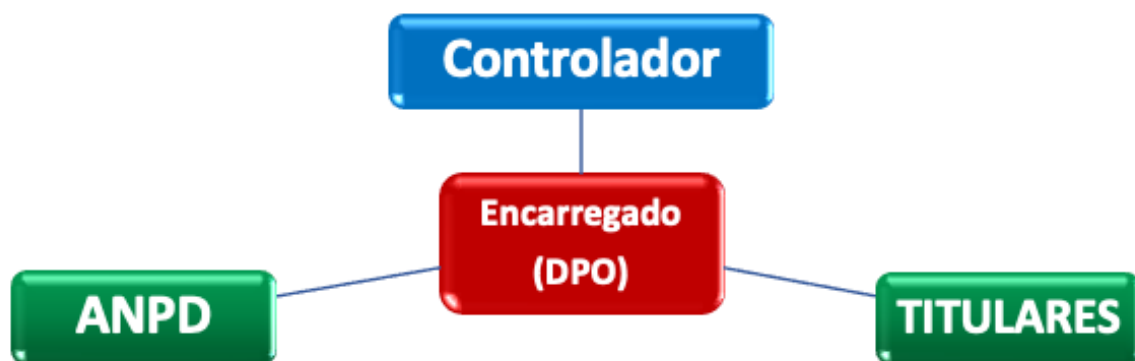 Controlador
Encarregado
(DPO)
ANPD
TITULARES